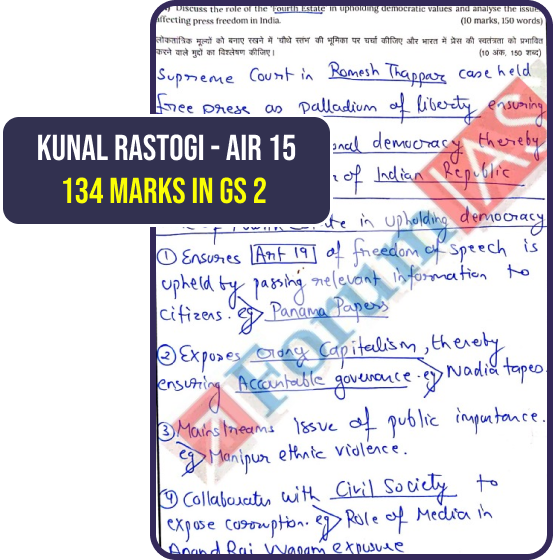 Discuss the role of the 'Fourth Estate' in upholding democratic values and analyse the issues
affecting press freedom in India. (10 marks, 150 words)
लोकतांत्रिक मूल्यों को बनाए रखने में 'चौथे स्तंभ' की भूमिका पर चर्चा कीजिए और भारत में प्रेस की स्वतंत्रता को प्रभावित
करने वाले मुद्दों का विश्लेषण कीजिए। (10 अंक, 150 शब्द)
Supreme Court in Romesh Thappar case held
free press as palladium of liberty ensuring
KUNAL RASTOGI - AIR 15
134 MARKS IN GS 2
democracy thereby
of Indian Republic
in upholding democracy
① Ensures Art 19 of freedom of speech is
upheld by passing relevant information to
citizens. eg> Panama Papers
② Exposes crony Capitalism, thereby
ensuring Accountable governance. eg> Nadia tapes
③ Mainstreams Issue of public importance.
eg> Manipur ethnic violence.
④ Collaborates with Civil Society to
expose corruption. eg> Role of Media in
Anand Rai Vyapam exposure
ForumIAS